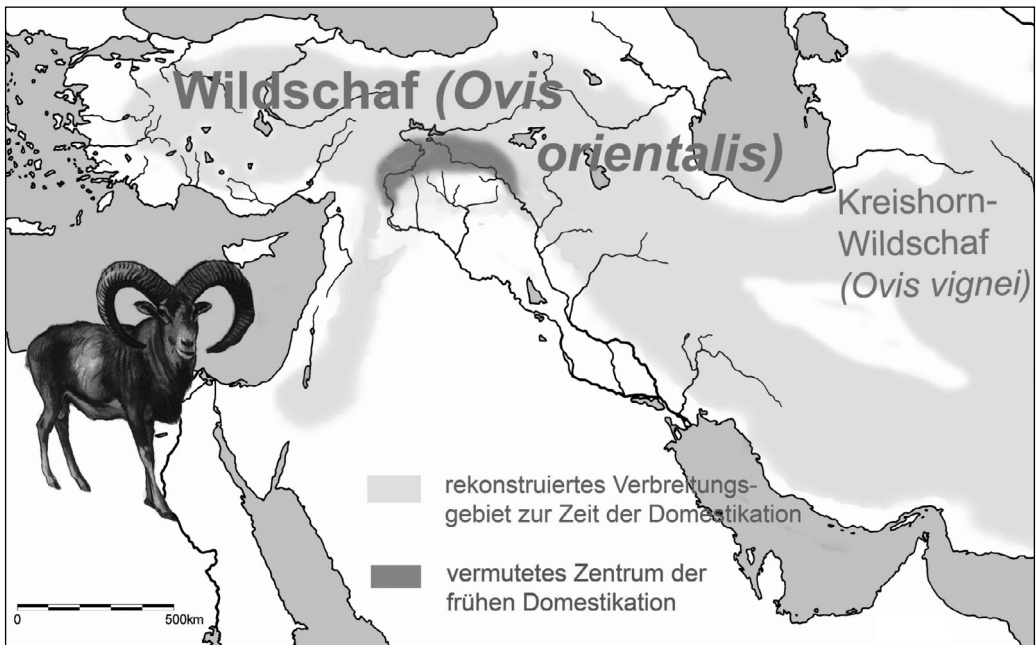 Wildschaf (Ovis
orientalis)
Kreishorn-
Wildschaf
(Ovis vignei)
rekonstruiertes Verbreitungs-
gebiet zur Zeit der Domestikation
vermutetes Zentrum der
frühen Domestikation
0 500km